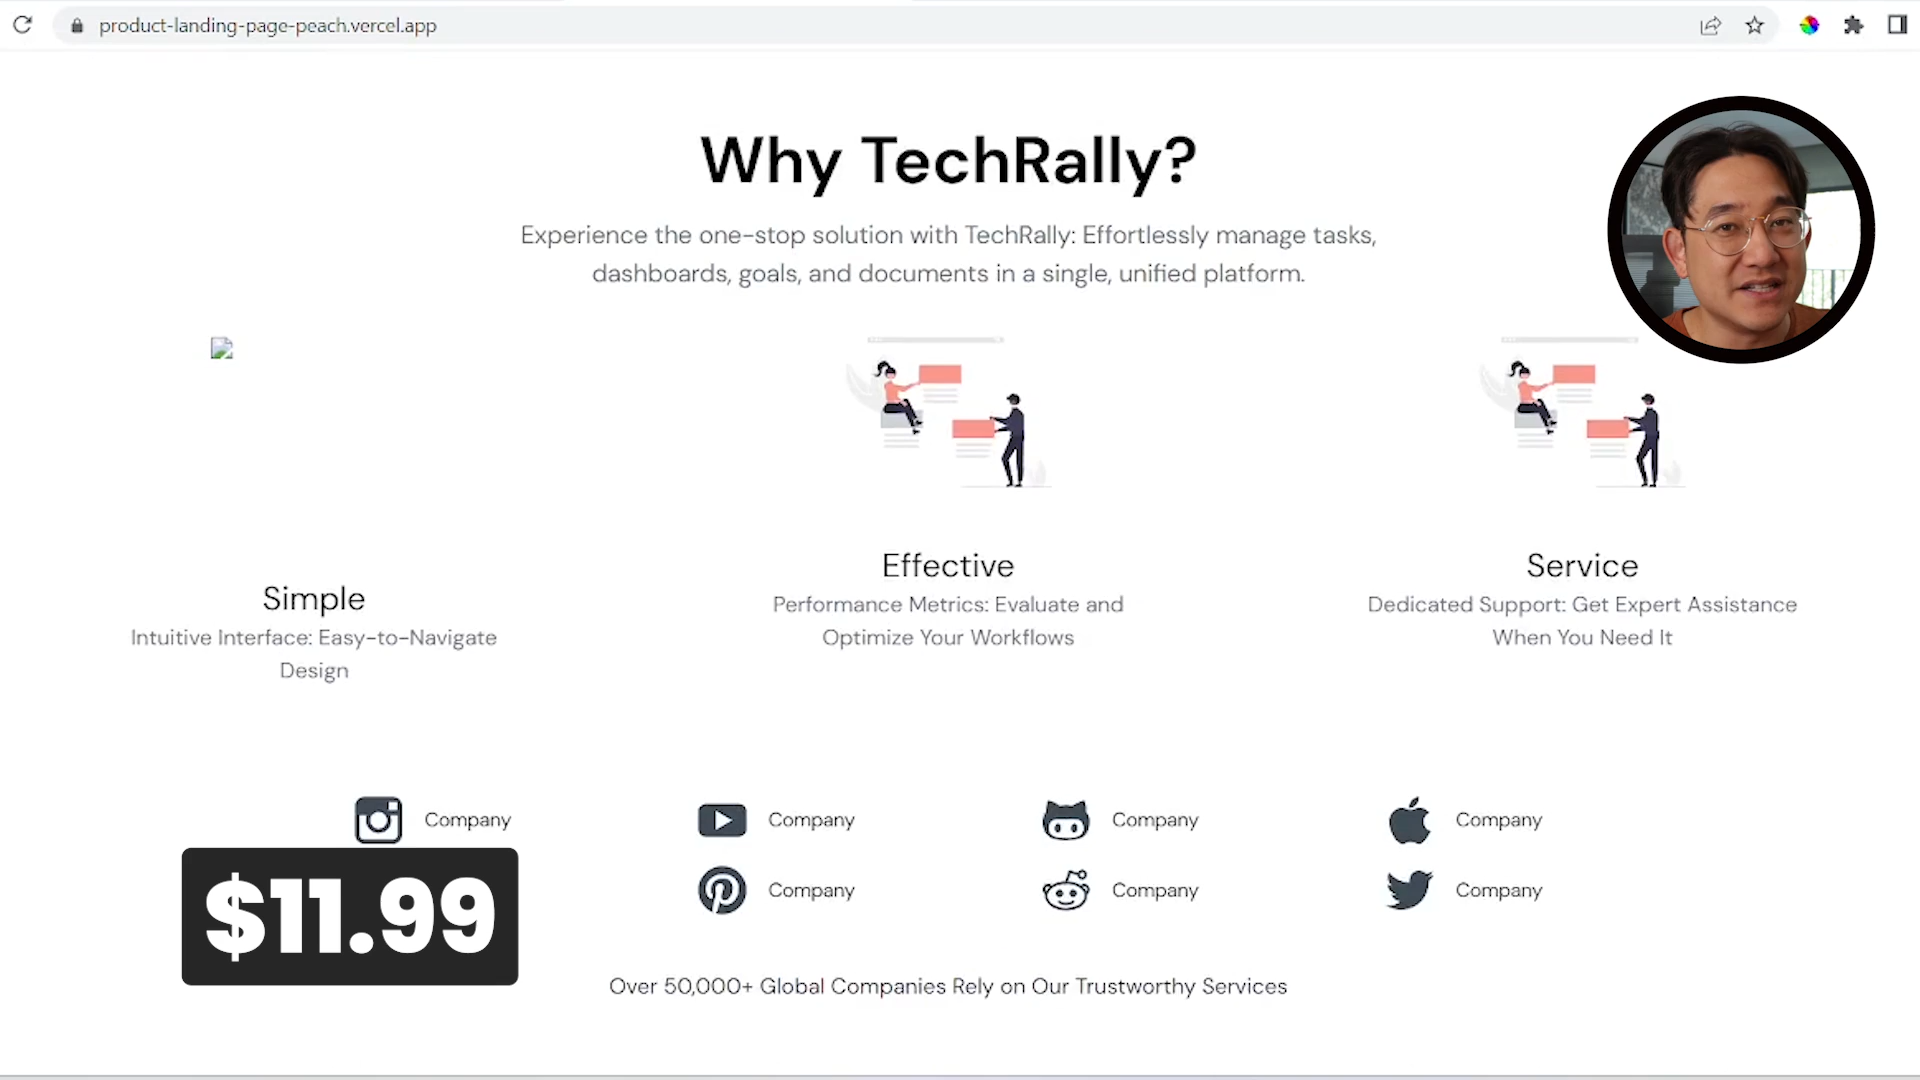 product-landing-page-peach.vercel.app
Why TechRally?
Experience the one-stop solution with TechRally: Effortlessly manage tasks,
dashboards, goals, and documents in a single, unified platform.
Simple
Intuitive Interface: Easy-to-Navigate
Design
Effective
Performance Metrics: Evaluate and
Optimize Your Workflows
Service
Dedicated Support: Get Expert Assistance
When You Need It
Company
Company
Company
Company
$11.99
Company
Company
Company
Over 50,000+ Global Companies Rely on Our Trustworthy Services